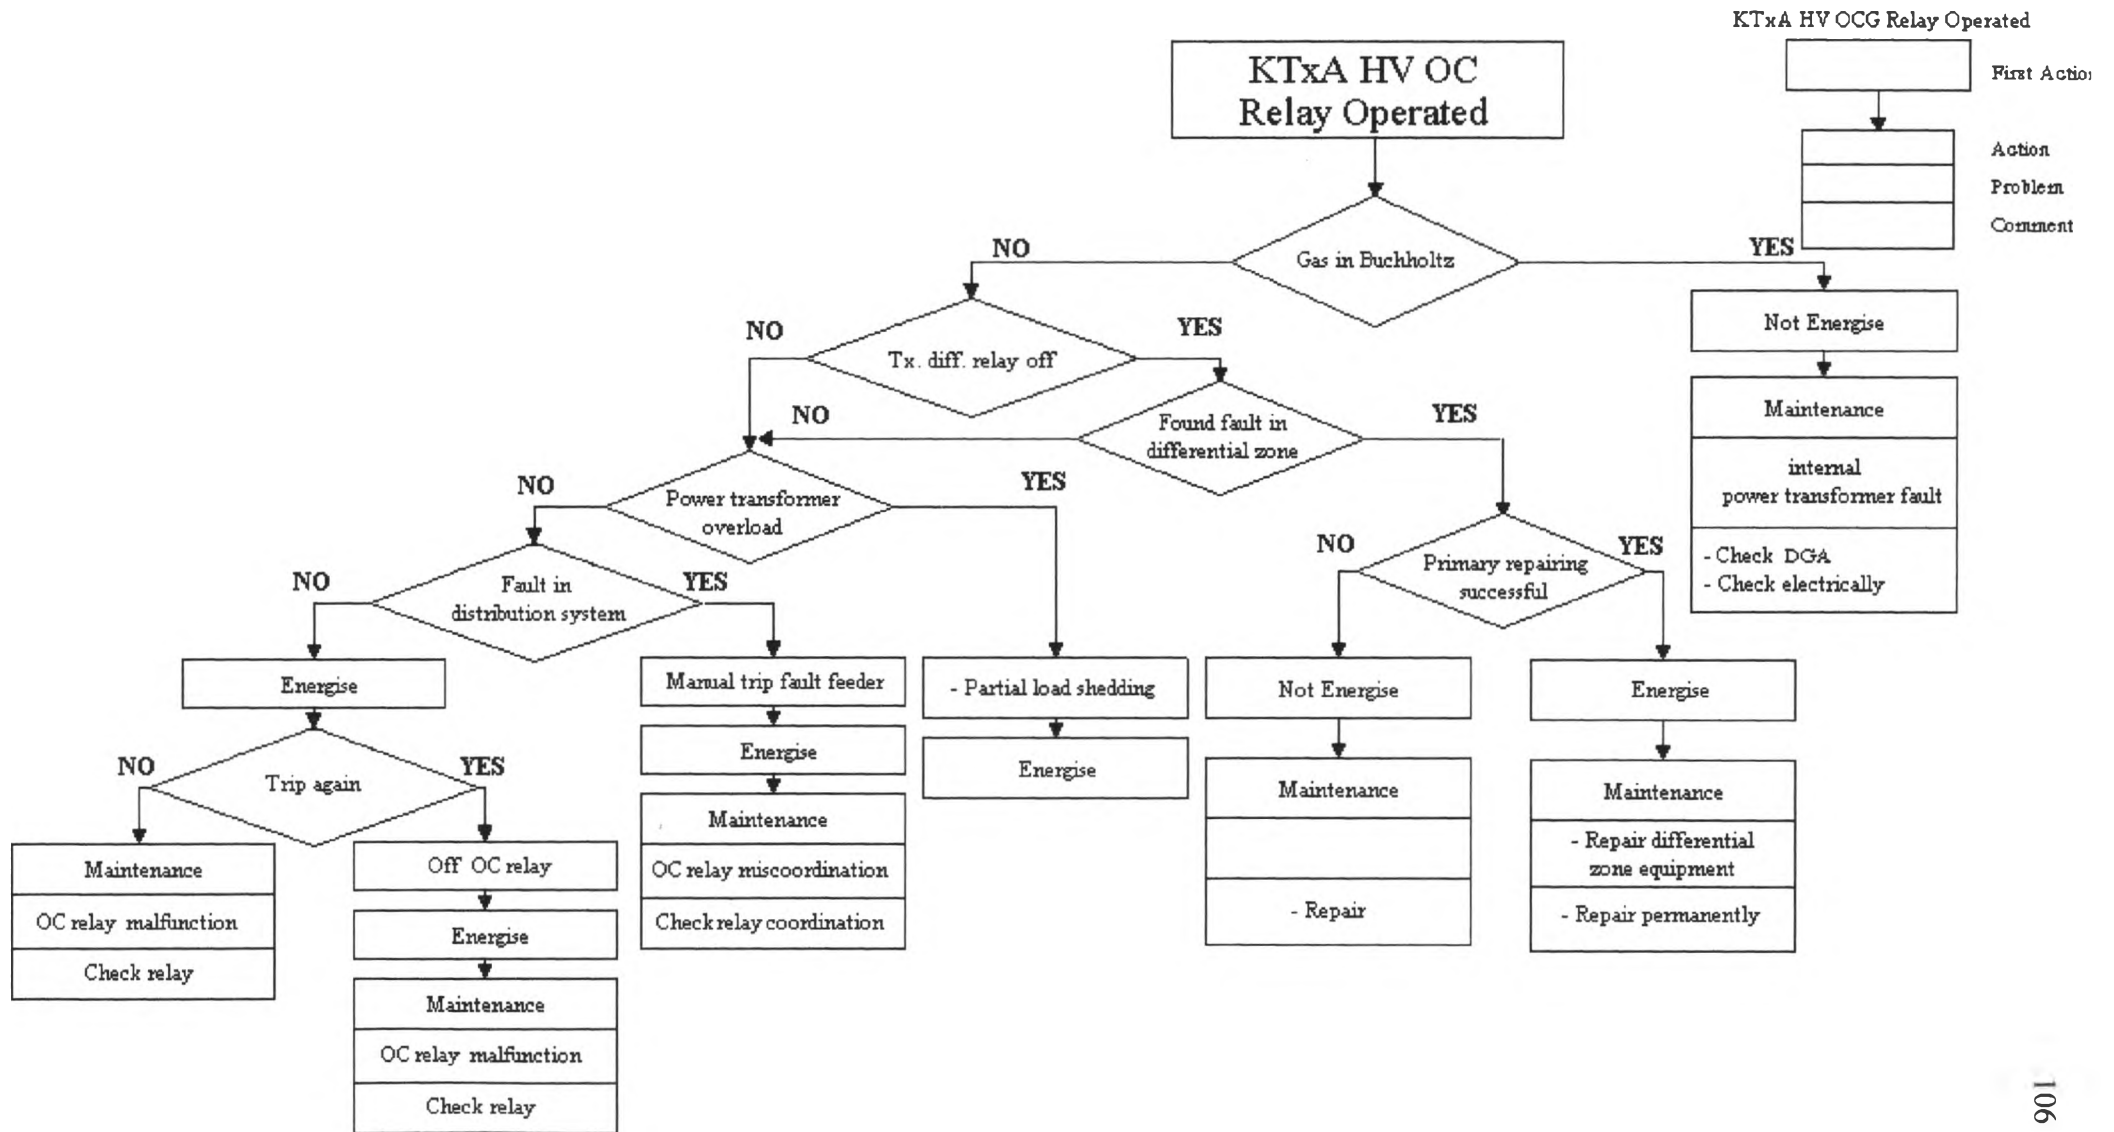 KTxA HV OCG Relay Operated
First Action
Action
Problem
Comment
KTxA HV OC
Relay Operated
Gas in Buchholtz
NO
YES
Not Energise
Maintenance
internal
power transformer fault
- Check DGA
- Check electrically
Tx. diff. relay off
NO
YES
Found fault in
differential zone
NO
YES
Power transformer
overload
NO
YES
Primary repairing
successful
NO
YES
Fault in
distribution system
NO
YES
Energise
Manual trip fault feeder
Energise
Maintenance
OC relay miscoordination
Check relay coordination
- Partial load shedding
Energise
Not Energise
Maintenance
- Repair
Energise
Maintenance
- Repair differential
zone equipment
- Repair permanently
Trip again
NO
YES
Maintenance
OC relay malfunction
Check relay
Off OC relay
Energise
Maintenance
OC relay malfunction
Check relay
106